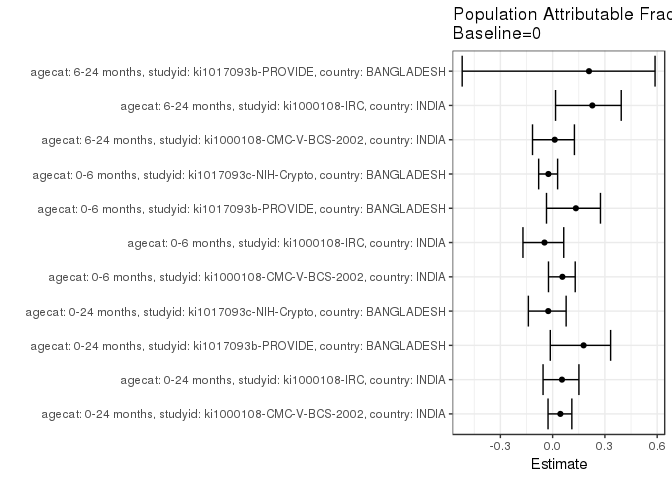 Population Attributable Frac
Baseline=0
agecat: 6-24 months, studyid: ki1017093b-PROVIDE, country: BANGLADESH
agecat: 6-24 months, studyid: ki1000108-IRC, country: INDIA
agecat: 6-24 months, studyid: ki1000108-CMC-V-BCS-2002, country: INDIA
agecat: 0-6 months, studyid: ki1017093c-NIH-Crypto, country: BANGLADESH
agecat: 0-6 months, studyid: ki1017093b-PROVIDE, country: BANGLADESH
agecat: 0-6 months, studyid: ki1000108-IRC, country: INDIA
agecat: 0-6 months, studyid: ki1000108-CMC-V-BCS-2002, country: INDIA
agecat: 0-24 months, studyid: ki1017093c-NIH-Crypto, country: BANGLADESH
agecat: 0-24 months, studyid: ki1017093b-PROVIDE, country: BANGLADESH
agecat: 0-24 months, studyid: ki1000108-IRC, country: INDIA
agecat: 0-24 months, studyid: ki1000108-CMC-V-BCS-2002, country: INDIA
-0.3 0.0 0.3 0.6
Estimate